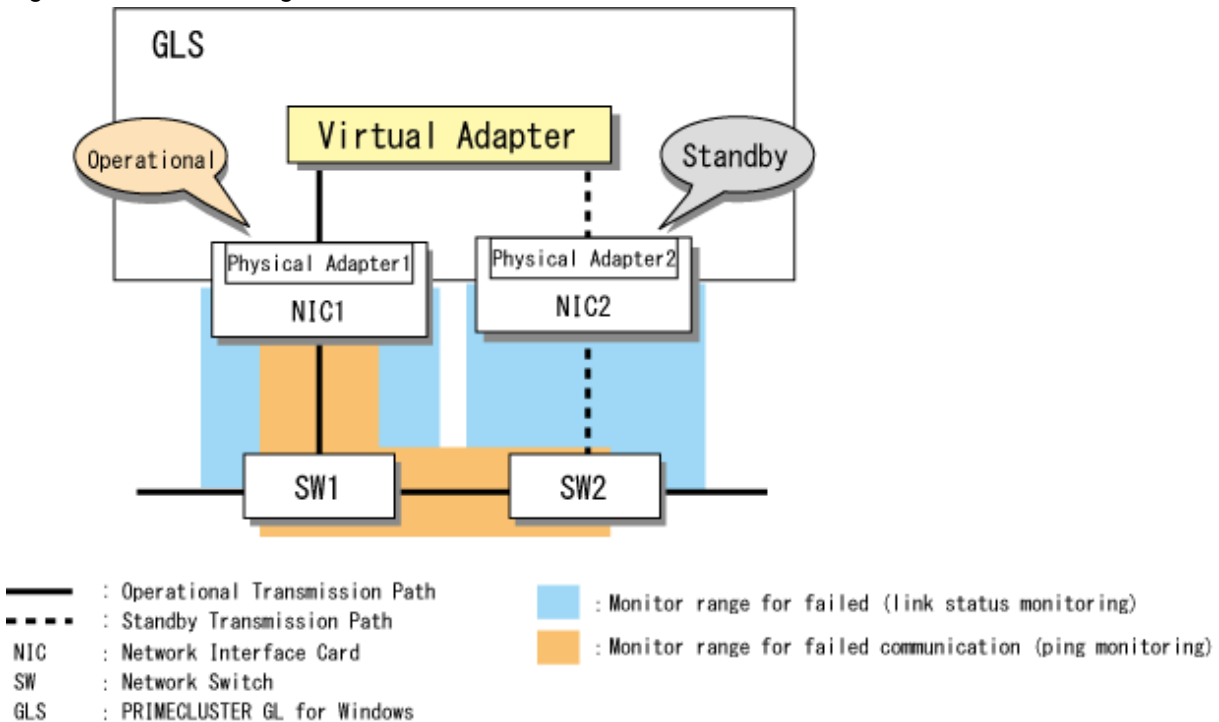 GLS
Virtual Adapter
Operational
Standby
Physical Adapter1
Physical Adapter2
NIC1
NIC2
SW1
SW2
: Operational Transmission Path
: Standby Transmission Path
NIC : Network Interface Card
SW : Network Switch
GLS : PRIMECLUSTER GL for Windows
: Monitor range for failed (link status monitoring)
: Monitor range for failed communication (ping monitoring)